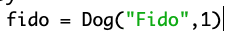 fido = Dog("Fido",1)